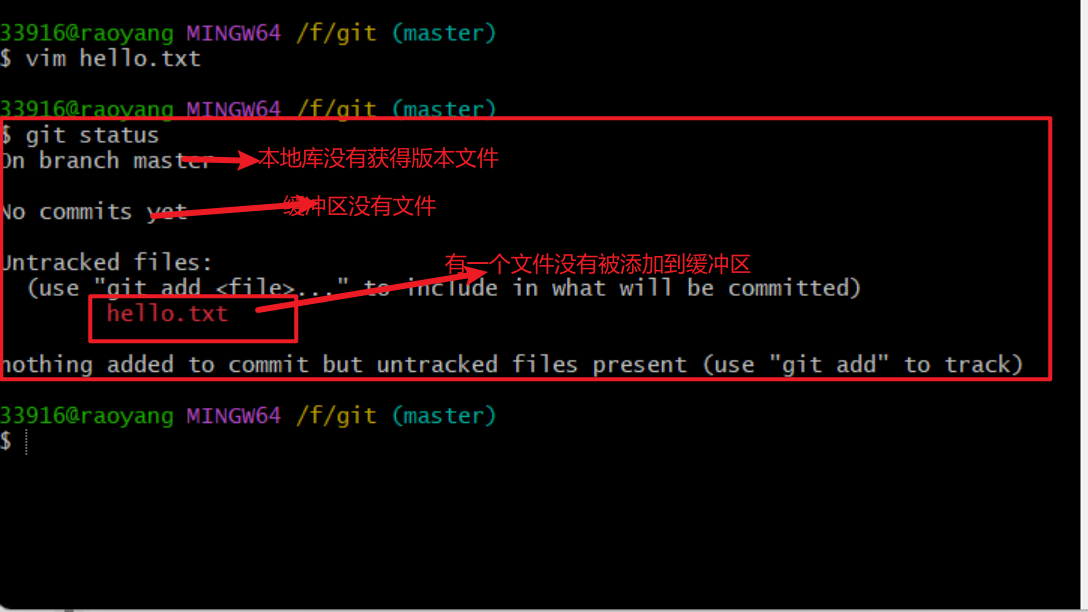 33916@raoyang MINGW64 /f/git (master)
$ vim hello.txt
33916@raoyang MINGW64 /f/git (master)
$ git status
On branch master 本地库没有获得版本文件
No commits yet 缓冲区没有文件
Untracked files: 有一个文件没有被添加到缓冲区
(use "git add <file>..." to include in what will be committed)
hello.txt
nothing added to commit but untracked files present (use "git add" to track)
33916@raoyang MINGW64 /f/git (master)
$